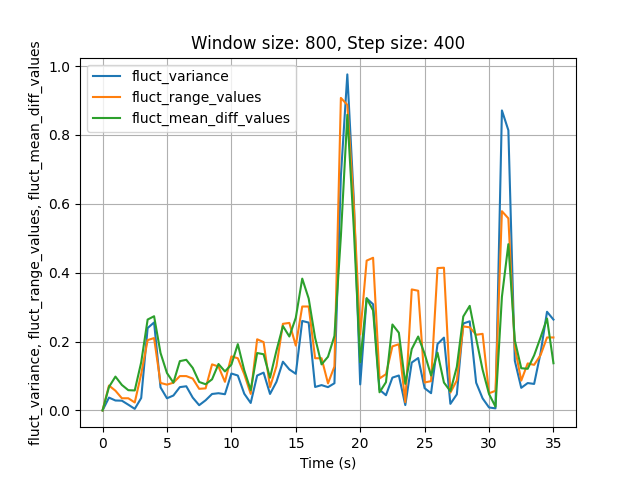 Window size: 800, Step size: 400
fluct_variance, fluct_range_values, fluct_mean_diff_values
1.0
0.8
0.6
0.4
0.2
0.0
fluct_variance
fluct_range_values
fluct_mean_diff_values
0 5 10 15 20 25 30 35
Time (s)